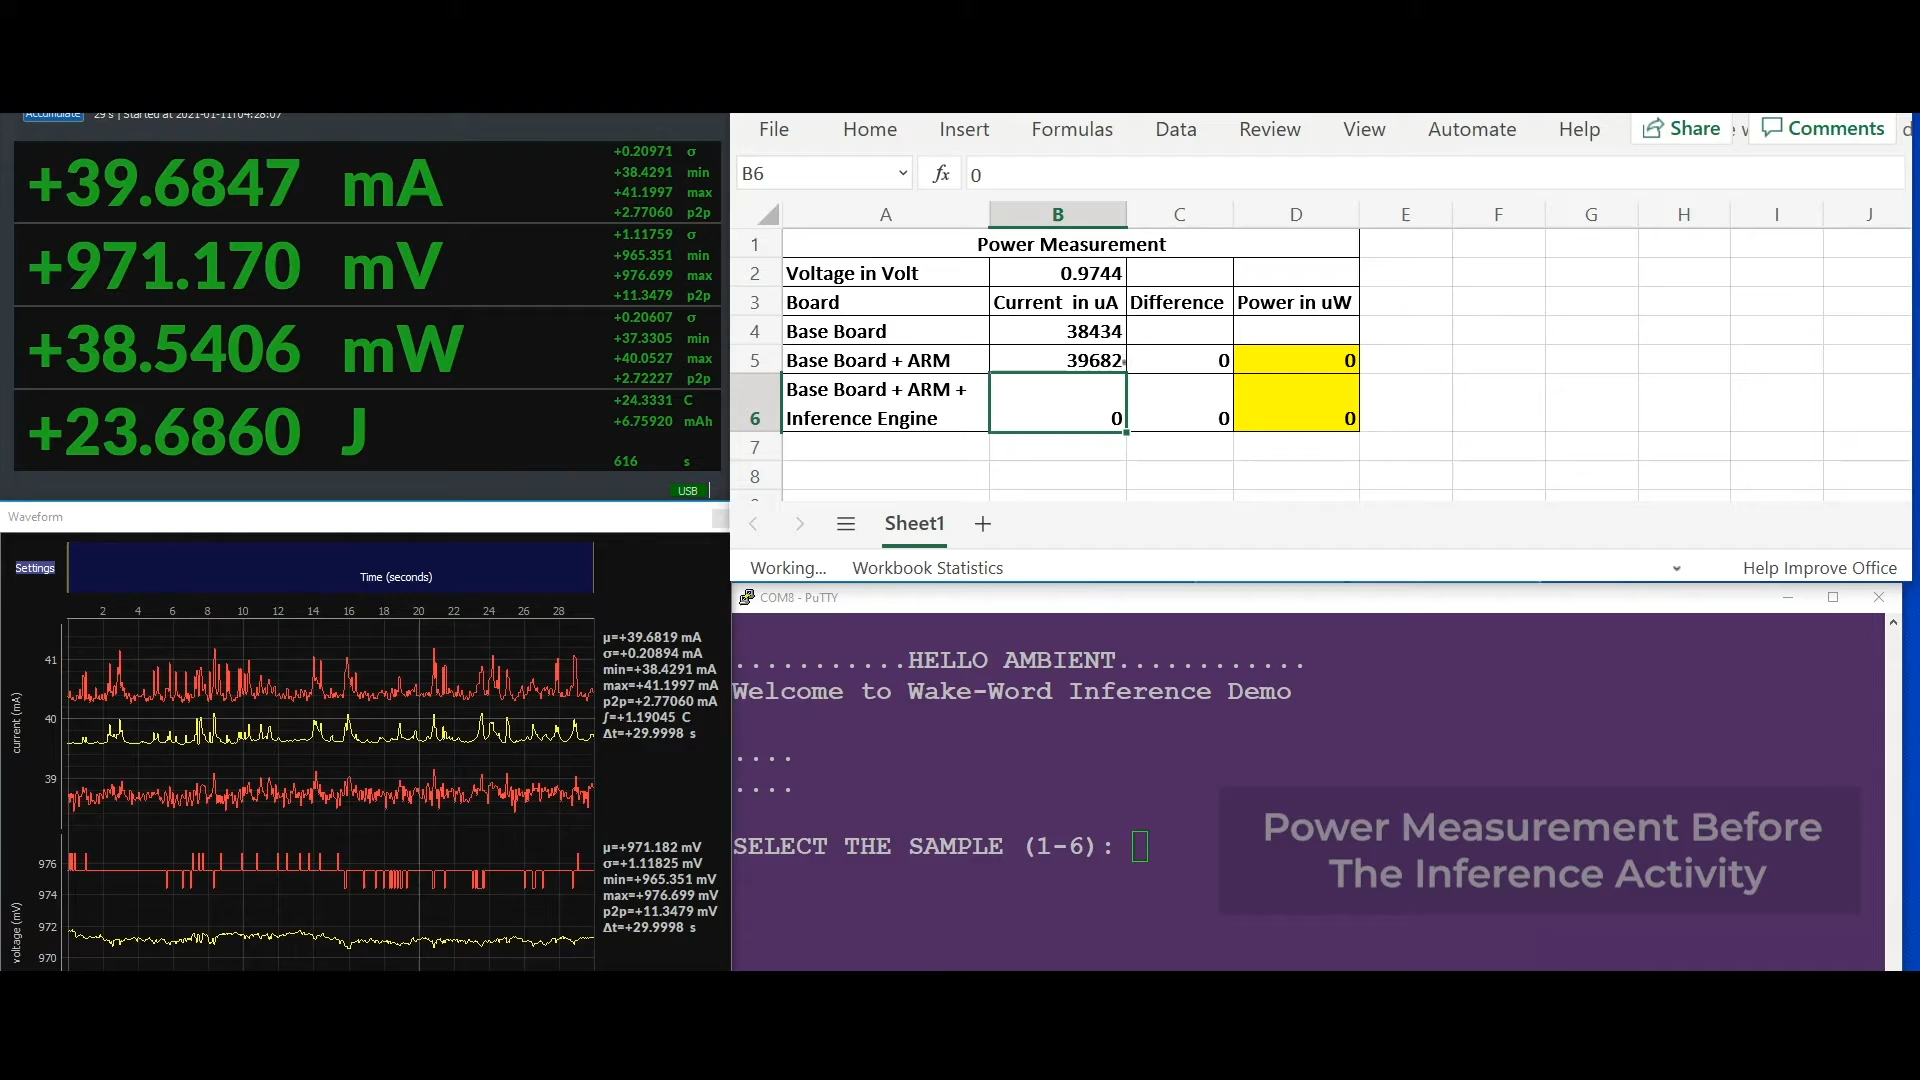 Accumulate 29 s | Started at 2021-01-11T04:28:07
+39.6847 mA
+0.20971 σ
+38.4291 min
+41.1997 max
+2.77060 p2p
+971.170 mV
+1.11759 σ
+965.351 min
+976.699 max
+11.3479 p2p
+38.5406 mW
+0.20607 σ
+37.3305 min
+40.0527 max
+2.72227 p2p
+23.6860 J
+24.3331 C
+6.75920 mAh
616 s
USB
Waveform
Settings
Time (seconds)
2 4 6 8 10 12 14 16 18 20 22 24 26 28
current (mA)
41
40
39
μ=+39.6819 mA
σ=+0.20894 mA
min=+38.4291 mA
max=+41.1997 mA
p2p=+2.77060 mA
∫=+1.19045 C
Δt=+29.9998 s
voltage (mV)
976
974
972
970
μ=+971.182 mV
σ=+1.11825 mV
min=+965.351 mV
max=+976.699 mV
p2p=+11.3479 mV
Δt=+29.9998 s
File Home Insert Formulas Data Review View Automate Help Share Comments
B6 fx 0
A B C D E F G H I J
1 Power Measurement
2 Voltage in Volt 0.9744
3 Board Current in uA Difference Power in uW
4 Base Board 38434
5 Base Board + ARM 39682 0 0
Base Board + ARM +
6 Inference Engine 0 0 0
7
8
Sheet1
Working... Workbook Statistics Help Improve Office
COM8 - PuTTY
...........HELLO AMBIENT............
Welcome to Wake-Word Inference Demo
....
....
SELECT THE SAMPLE (1-6):
Power Measurement Before
The Inference Activity